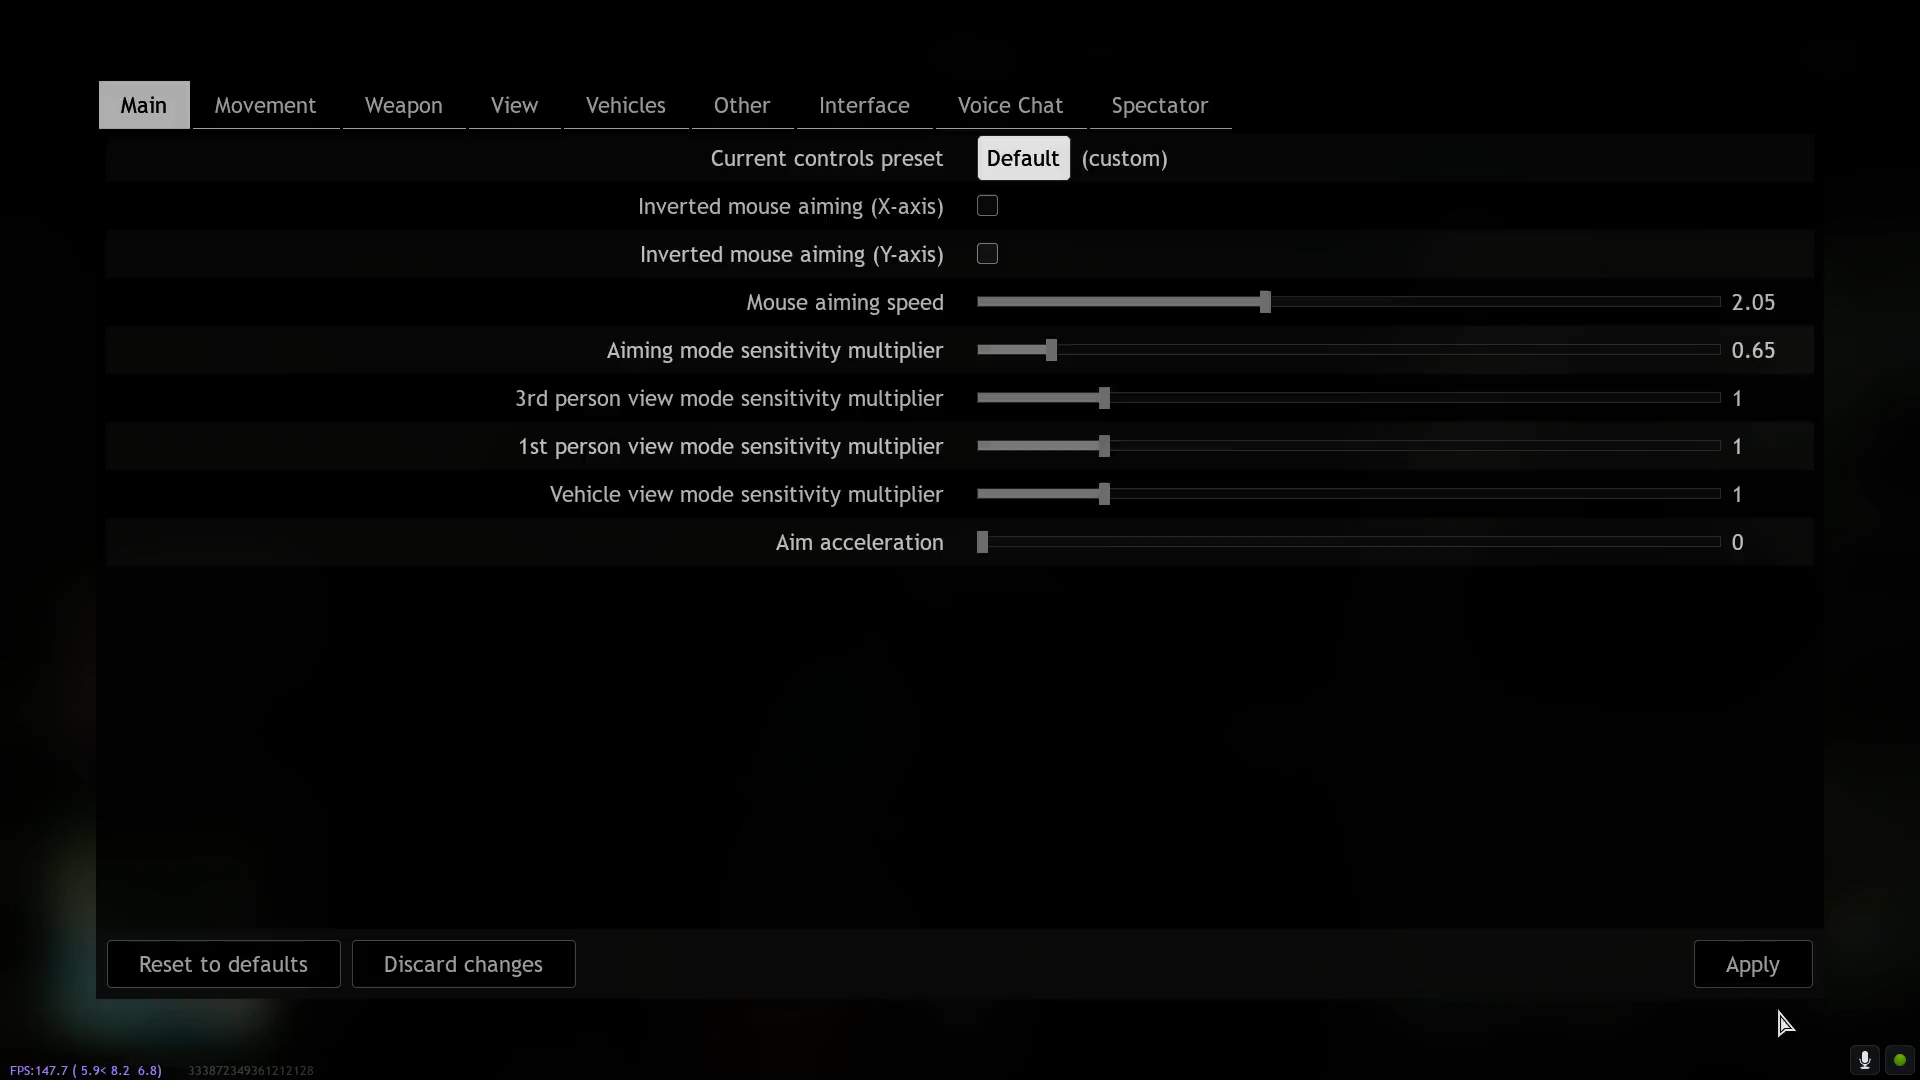 Main Movement Weapon View Vehicles Other Interface Voice Chat Spectator
Current controls preset Default (custom)
Inverted mouse aiming (X-axis)
Inverted mouse aiming (Y-axis)
Mouse aiming speed 2.05
Aiming mode sensitivity multiplier 0.65
3rd person view mode sensitivity multiplier 1
1st person view mode sensitivity multiplier 1
Vehicle view mode sensitivity multiplier 1
Aim acceleration 0
Reset to defaults Discard changes Apply
FPS:147.7 ( 5.9< 8.2 6.8) 333872349361212128